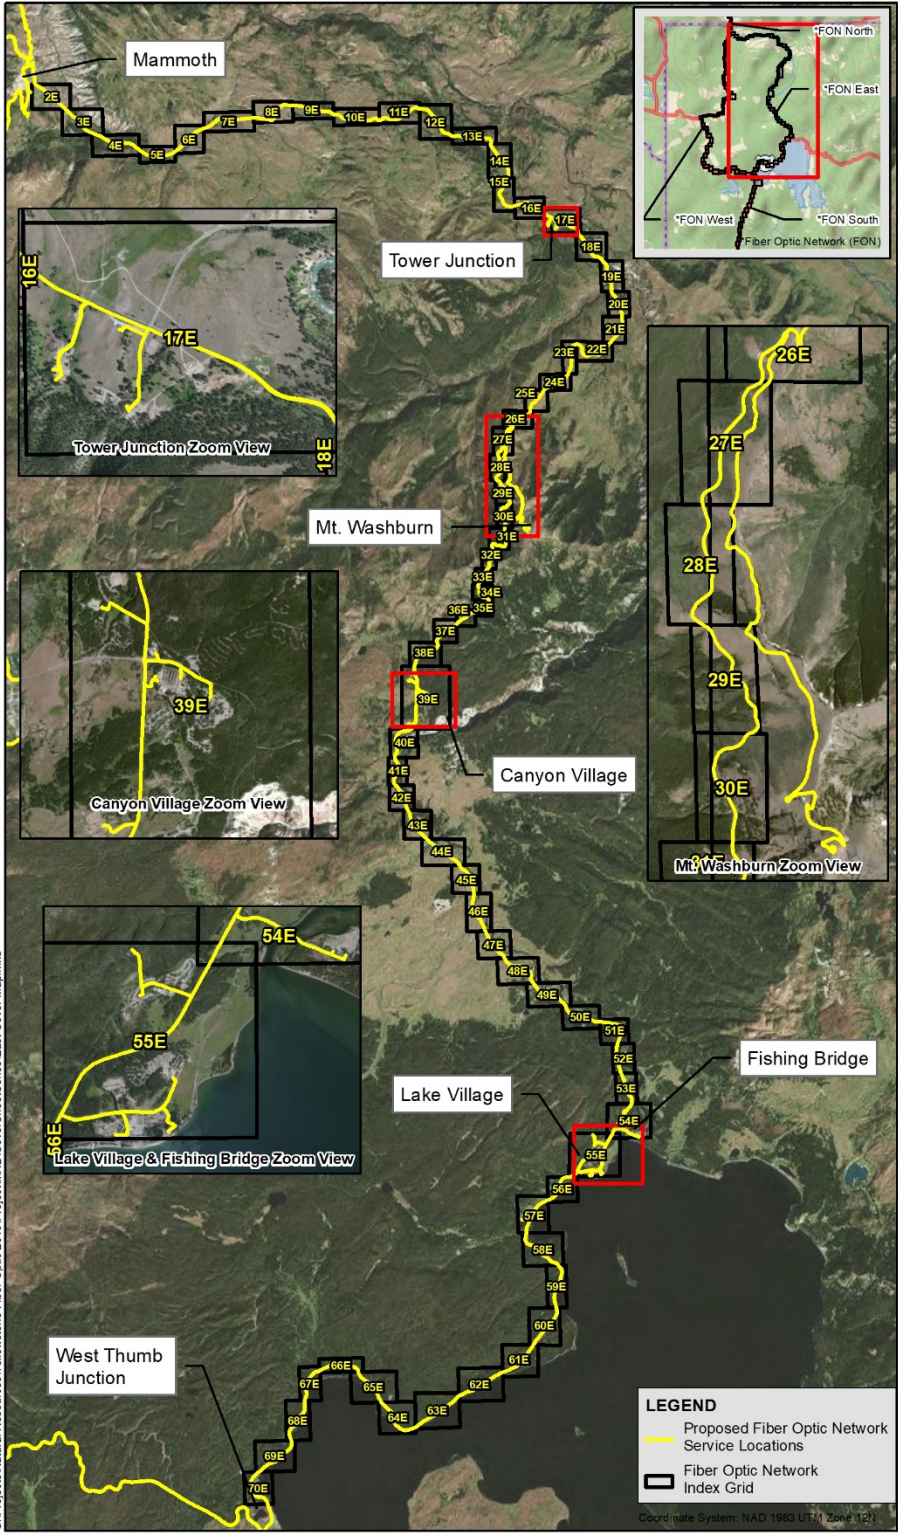 Mammoth
2E
3E
4E
5E
6E
7E
8E
9E
10E
11E
12E
13E
14E
15E
16E
17E
18E
19E
20E
21E
22E
23E
24E
25E
26E
27E
28E
29E
30E
31E
32E
33E
34E
35E
36E
37E
38E
39E
40E
41E
42E
43E
44E
45E
46E
47E
48E
49E
50E
51E
52E
53E
54E
55E
56E
57E
58E
59E
60E
61E
62E
63E
64E
65E
66E
67E
68E
69E
70E
Tower Junction
Mt. Washburn
Canyon Village
Fishing Bridge
Lake Village
West Thumb
Junction
*FON North
*FON East
*FON West
*FON South
*Fiber Optic Network (FON)
16E
17E
18E
Tower Junction Zoom View
26E
27E
28E
29E
30E
31E
Mt. Washburn Zoom View
39E
Canyon Village Zoom View
54E
55E
56E
Lake Village & Fishing Bridge Zoom View
LEGEND
Proposed Fiber Optic Network
Service Locations
Fiber Optic Network
Index Grid
Coordinate System: NAD 1983 UTM Zone 12N